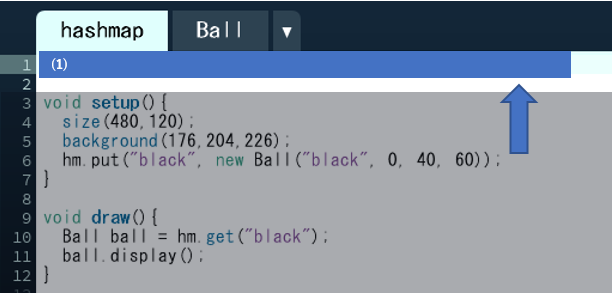 hashmap Ball ▼
1 (1)
2
3 void setup(){
4 size(480,120);
5 background(176,204,226);
6 hm.put("black", new Ball("black", 0, 40, 60));
7 }
8
9 void draw(){
10 Ball ball = hm.get("black");
11 ball.display();
12 }